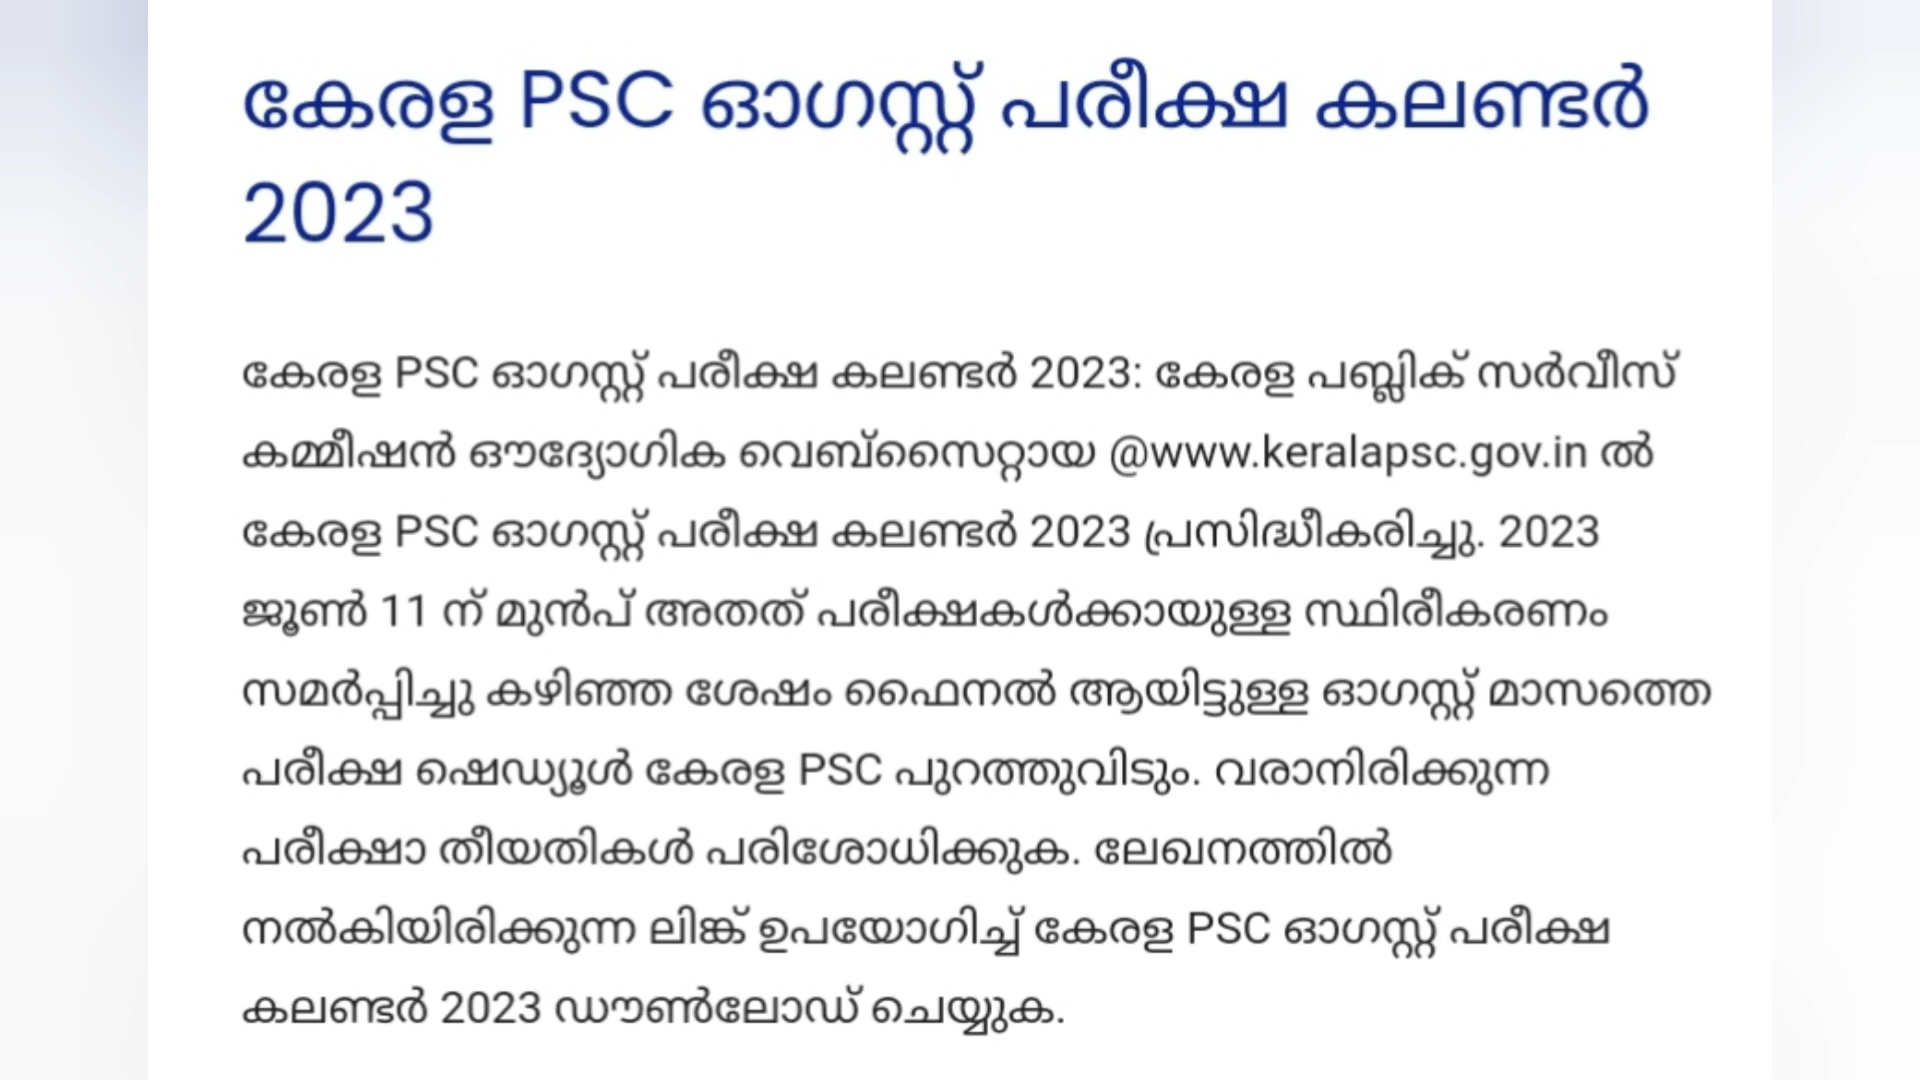 കേരള PSC ഓഗസ്റ്റ് പരീക്ഷ കലണ്ടർ
2023
കേരള PSC ഓഗസ്റ്റ് പരീക്ഷ കലണ്ടർ 2023: കേരള പബ്ലിക് സർവീസ്
കമ്മീഷൻ ഔദ്യോഗിക വെബ്സൈറ്റായ @www.keralapsc.gov.in ൽ
കേരള PSC ഓഗസ്റ്റ് പരീക്ഷ കലണ്ടർ 2023 പ്രസിദ്ധീകരിച്ചു. 2023
ജൂൺ 11 ന് മുൻപ് അതത് പരീക്ഷകൾക്കായുള്ള സ്ഥിരീകരണം
സമർപ്പിച്ചു കഴിഞ്ഞ ശേഷം ഫൈനൽ ആയിട്ടുള്ള ഓഗസ്റ്റ് മാസത്തെ
പരീക്ഷ ഷെഡ്യൂൾ കേരള PSC പുറത്തുവിടും. വരാനിരിക്കുന്ന
പരീക്ഷാ തീയതികൾ പരിശോധിക്കുക. ലേഖനത്തിൽ
നൽകിയിരിക്കുന്ന ലിങ്ക് ഉപയോഗിച്ച് കേരള PSC ഓഗസ്റ്റ് പരീക്ഷ
കലണ്ടർ 2023 ഡൗൺലോഡ് ചെയ്യുക.